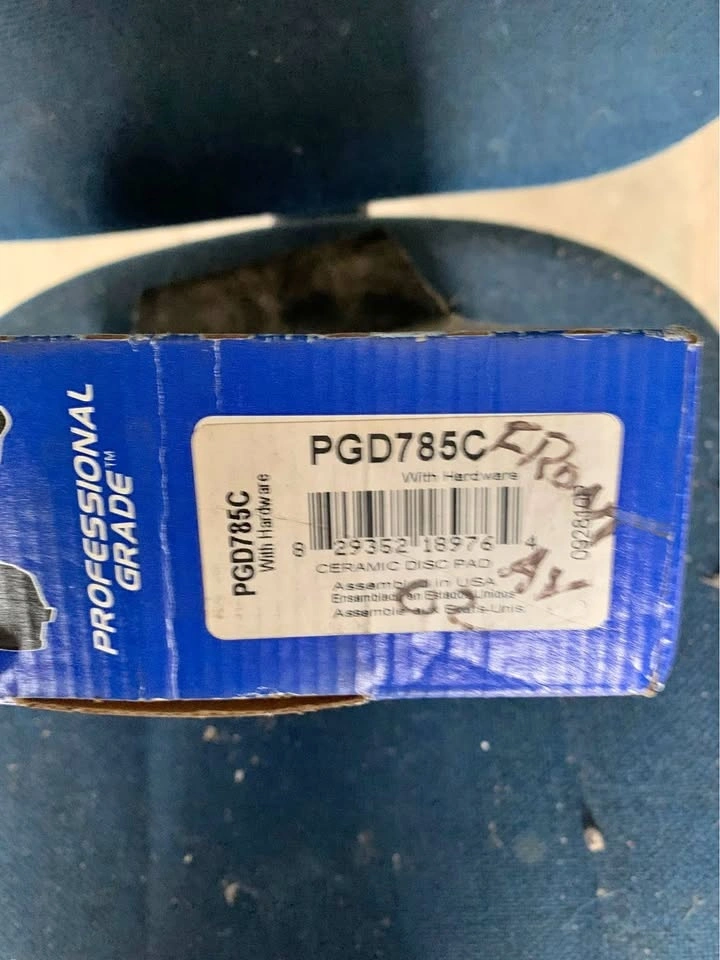 PROFESSIONAL
GRADE™
PGD785C
With Hardware
PGD785C
With Hardware
8 29352 18976 4
CERAMIC DISC PAD
Assembled in USA
Ensamblado en Estados Unidos
Assemblé aux États-Unis